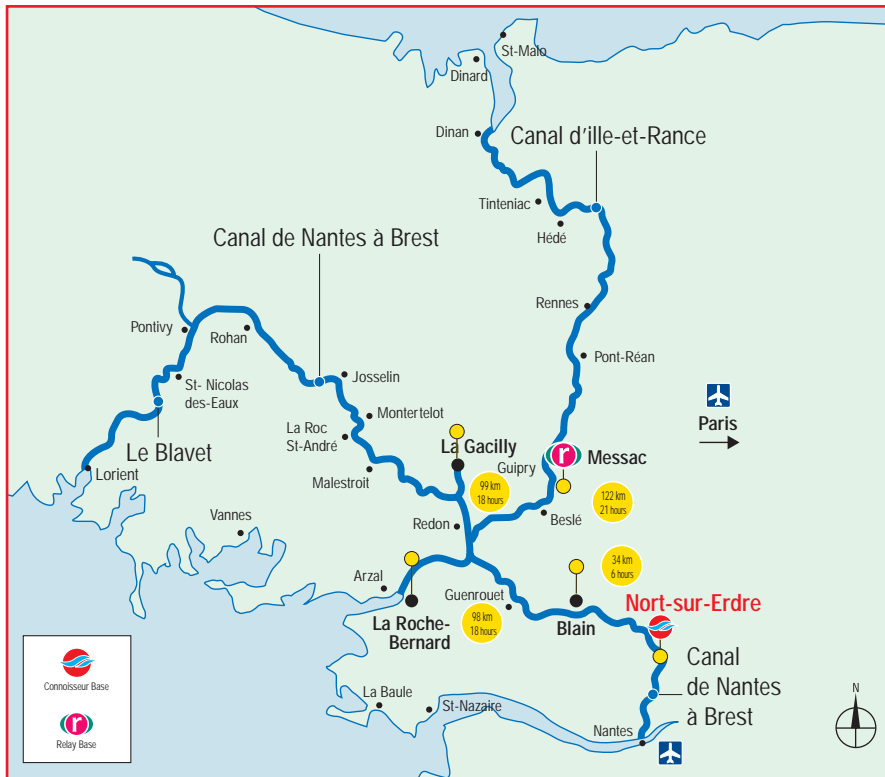 St-Malo
Dinard
Dinan
Canal d'ille-et-Rance
Tinteniac
Hédé
Canal de Nantes à Brest
Rennes
Pontivy
Rohan
Pont-Réan
St- Nicolas
des-Eaux
Josselin
Montertelot
Paris
La Roc
St-André
Le Blavet
La Gacilly
Guipry
r
Messac
Lorient
Malestroit
99 km
18 hours
122 km
21 hours
Vannes
Redon
Beslé
34 km
6 hours
Arzal
Guenrouet
Nort-sur-Erdre
La Roche-
Bernard
98 km
18 hours
Blain
Canal
de Nantes
à Brest
Connoisseur Base
r
Relay Base
La Baule
St-Nazaire
Nantes
N